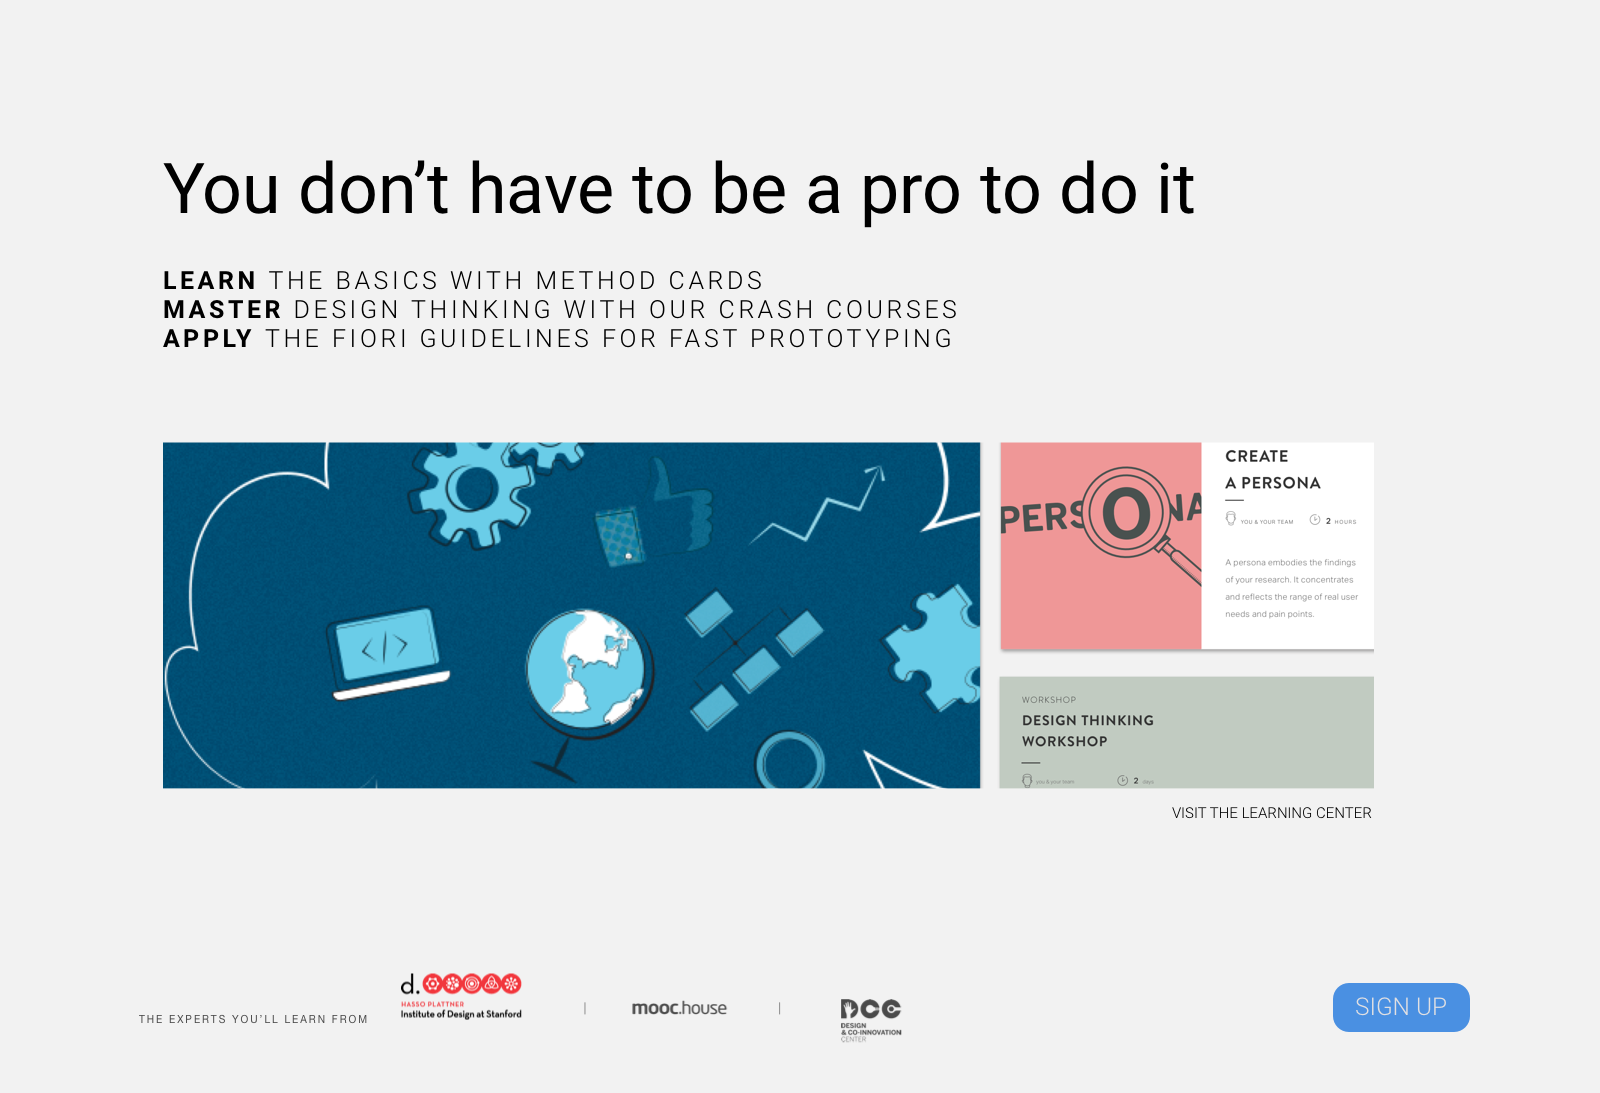 You don’t have to be a pro to do it
LEARN THE BASICS WITH METHOD CARDS
MASTER DESIGN THINKING WITH OUR CRASH COURSES
APPLY THE FIORI GUIDELINES FOR FAST PROTOTYPING
</>
PERSONA
CREATE
A PERSONA
YOU & YOUR TEAM 2 HOURS
A persona embodies the findings
of your research. It concentrates
and reflects the range of real user
needs and pain points.
WORKSHOP
DESIGN THINKING
WORKSHOP
you & your team 2 days
VISIT THE LEARNING CENTER
THE EXPERTS YOU’LL LEARN FROM
d.
HASSO PLATTNER
Institute of Design at Stanford
mooc.house
DCC
DESIGN
& CO-INNOVATION
CENTER
SIGN UP